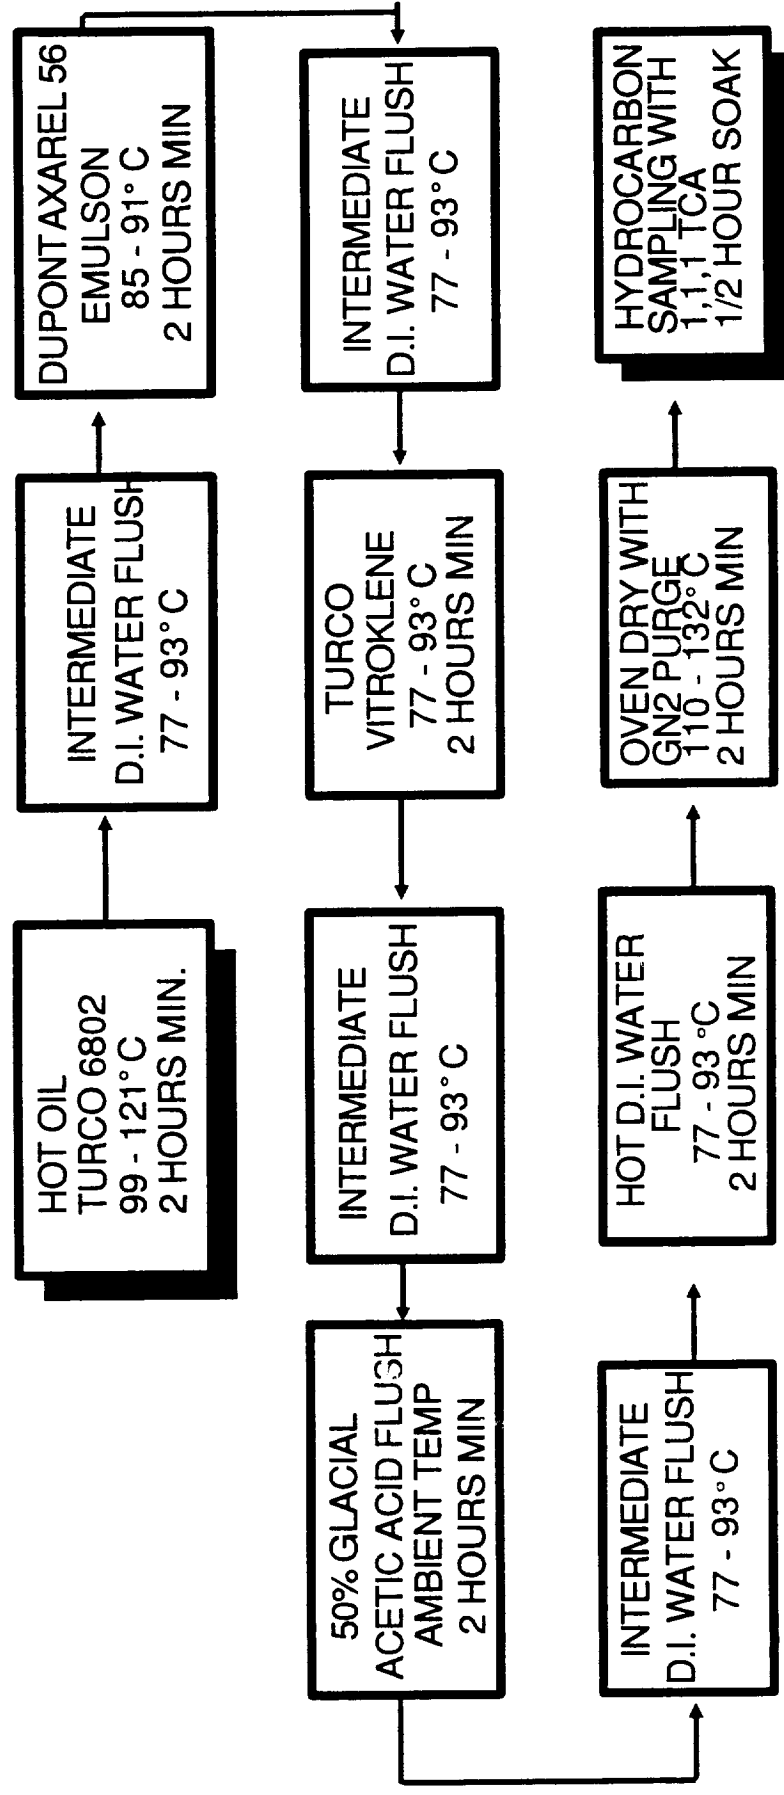 HOT OIL
TURCO 6802
99 - 121° C
2 HOURS MIN.
INTERMEDIATE
D.I. WATER FLUSH
77 - 93° C
DUPONT AXAREL 56
EMULSON
85 - 91° C
2 HOURS MIN
INTERMEDIATE
D.I. WATER FLUSH
77 - 93° C
TURCO
VITROKLENE
77 - 93° C
2 HOURS MIN
INTERMEDIATE
D.I. WATER FLUSH
77 - 93° C
50% GLACIAL
ACETIC ACID FLUSH
AMBIENT TEMP
2 HOURS MIN
INTERMEDIATE
D.I. WATER FLUSH
77 - 93° C
HOT D.I. WATER
FLUSH
77 - 93 °C
2 HOURS MIN
OVEN DRY WITH
GN2 PURGE
110 - 132° C
2 HOURS MIN
HYDROCARBON
SAMPLING WITH
1,1,1 TCA
1/2 HOUR SOAK